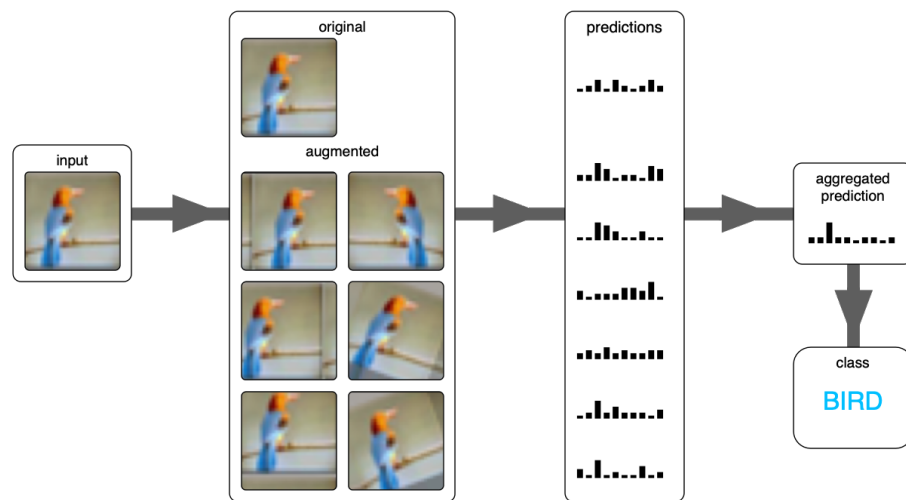 input
original
augmented
predictions
aggregated
prediction
class
BIRD